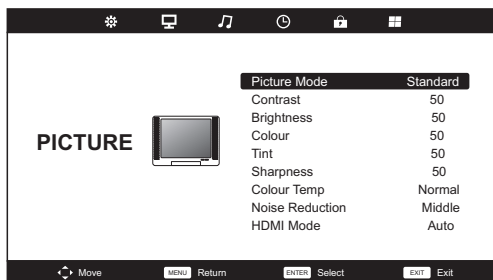 PICTURE
Picture Mode Standard
Contrast 50
Brightness 50
Colour 50
Tint 50
Sharpness 50
Colour Temp Normal
Noise Reduction Middle
HDMI Mode Auto
Move MENU Return ENTER Select EXIT Exit